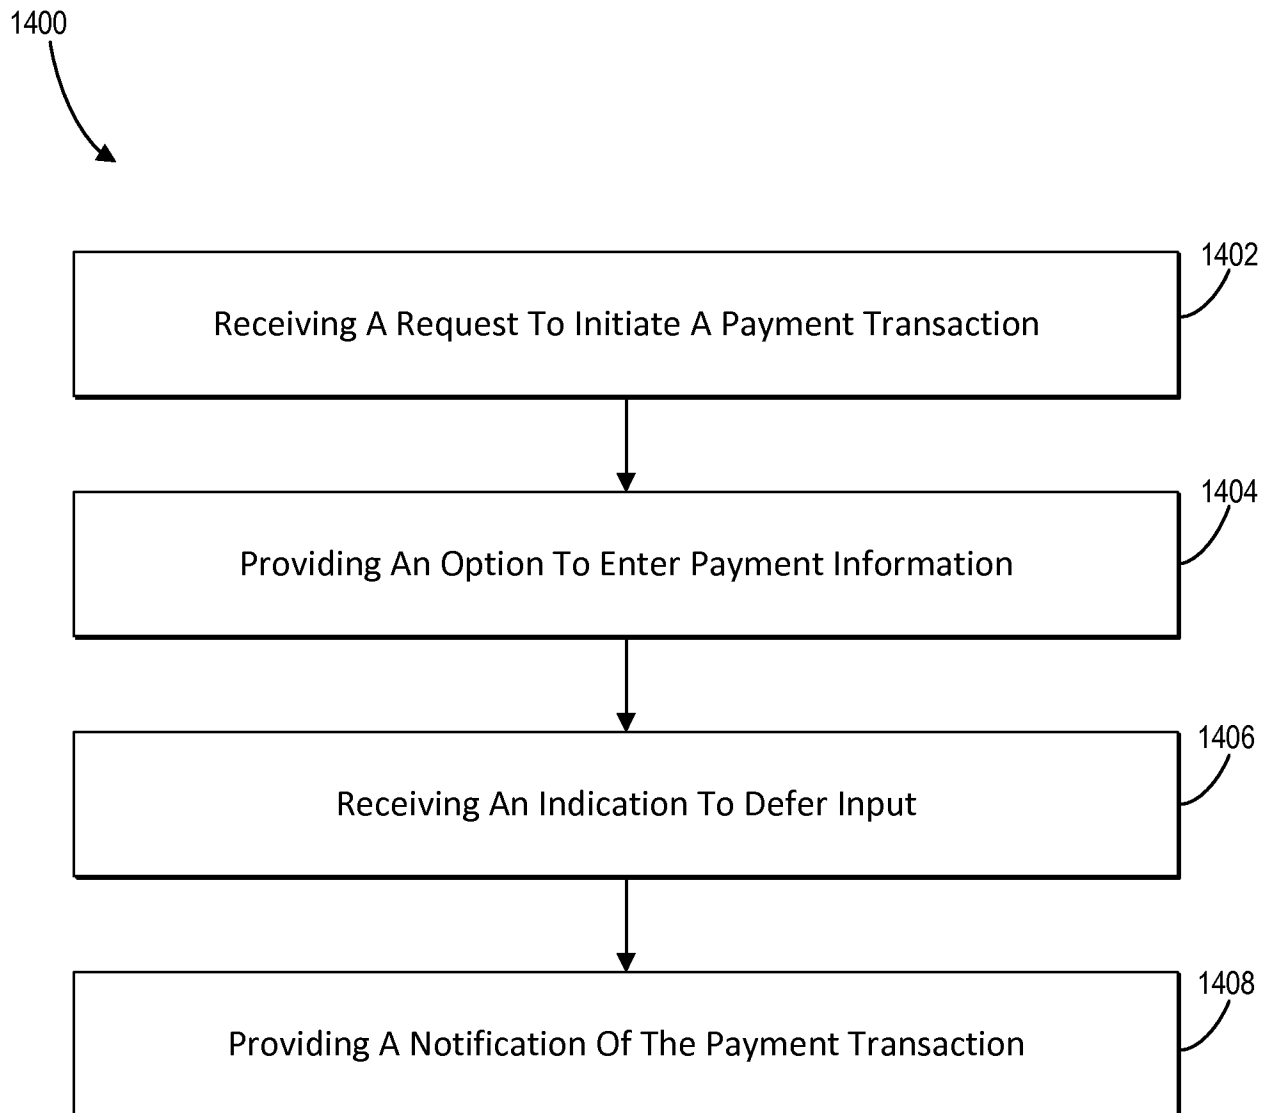 1400
1402
Receiving A Request To Initiate A Payment Transaction
1404
Providing An Option To Enter Payment Information
1406
Receiving An Indication To Defer Input
1408
Providing A Notification Of The Payment Transaction